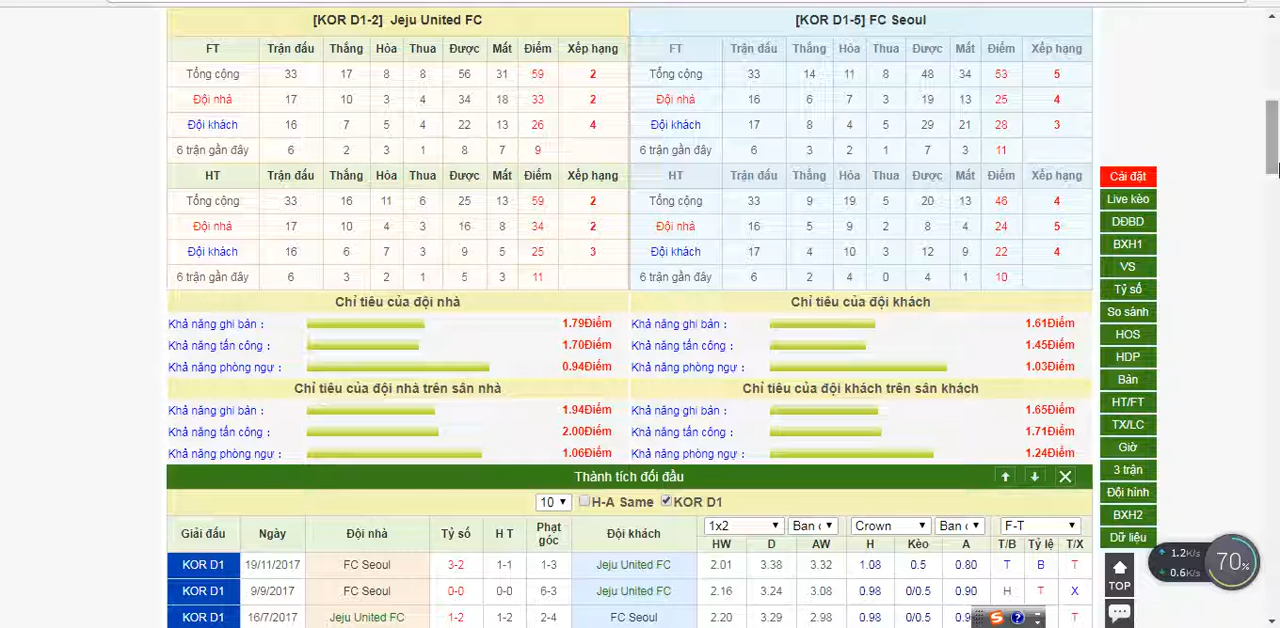 [KOR D1-2] Jeju United FC
FT Trận đấu Thắng Hòa Thua Được Mất Điểm Xếp hạng
Tổng cộng 33 17 8 8 56 31 59 2
Đội nhà 17 10 3 4 34 18 33 2
Đội khách 16 7 5 4 22 13 26 4
6 trận gần đây 6 2 3 1 8 7 9
HT Trận đấu Thắng Hòa Thua Được Mất Điểm Xếp hạng
Tổng cộng 33 16 11 6 25 13 59 2
Đội nhà 17 10 4 3 16 8 34 2
Đội khách 16 6 7 3 9 5 25 3
6 trận gần đây 6 3 2 1 5 3 11
[KOR D1-5] FC Seoul
FT Trận đấu Thắng Hòa Thua Được Mất Điểm Xếp hạng
Tổng cộng 33 14 11 8 48 34 53 5
Đội nhà 16 6 7 3 19 13 25 4
Đội khách 17 8 4 5 29 21 28 3
6 trận gần đây 6 3 2 1 7 3 11
HT Trận đấu Thắng Hòa Thua Được Mất Điểm Xếp hạng
Tổng cộng 33 9 19 5 20 13 46 4
Đội nhà 16 5 9 2 8 4 24 5
Đội khách 17 4 10 3 12 9 22 4
6 trận gần đây 6 2 4 0 4 1 10
Chỉ tiêu của đội nhà
Khả năng ghi bàn : 1.79Điểm
Khả năng tấn công : 1.70Điểm
Khả năng phòng ngự : 0.94Điểm
Chỉ tiêu của đội khách
Khả năng ghi bàn : 1.61Điểm
Khả năng tấn công : 1.45Điểm
Khả năng phòng ngự : 1.03Điểm
Chỉ tiêu của đội nhà trên sân nhà
Khả năng ghi bàn : 1.94Điểm
Khả năng tấn công : 2.00Điểm
Khả năng phòng ngự : 1.06Điểm
Chỉ tiêu của đội khách trên sân khách
Khả năng ghi bàn : 1.65Điểm
Khả năng tấn công : 1.71Điểm
Khả năng phòng ngự : 1.24Điểm
Thành tích đối đầu
10 H-A Same KOR D1
Giải đấu Ngày Đội nhà Tỷ số H T Phạt góc Đội khách 1x2 Ban c Crown Ban c F-T
HW D AW H Kèo A T/B Tỷ lệ T/X
KOR D1 19/11/2017 FC Seoul 3-2 1-1 1-3 Jeju United FC 2.01 3.38 3.32 1.08 0.5 0.80 T B T
KOR D1 9/9/2017 FC Seoul 0-0 0-0 6-3 Jeju United FC 2.16 3.24 3.08 0.98 0/0.5 0.90 H T X
KOR D1 16/7/2017 Jeju United FC 1-2 1-2 2-4 FC Seoul 2.20 3.29 2.98 0.98 0/0.5 T
Cài đặt
Live kèo
DĐBD
BXH1
VS
Tỷ số
So sánh
HOS
HDP
Bàn
HT/FT
TX/LC
Giờ
3 trận
Đội hình
BXH2
Dữ liệu
TOP
1.2K/s
0.6K/s
70%